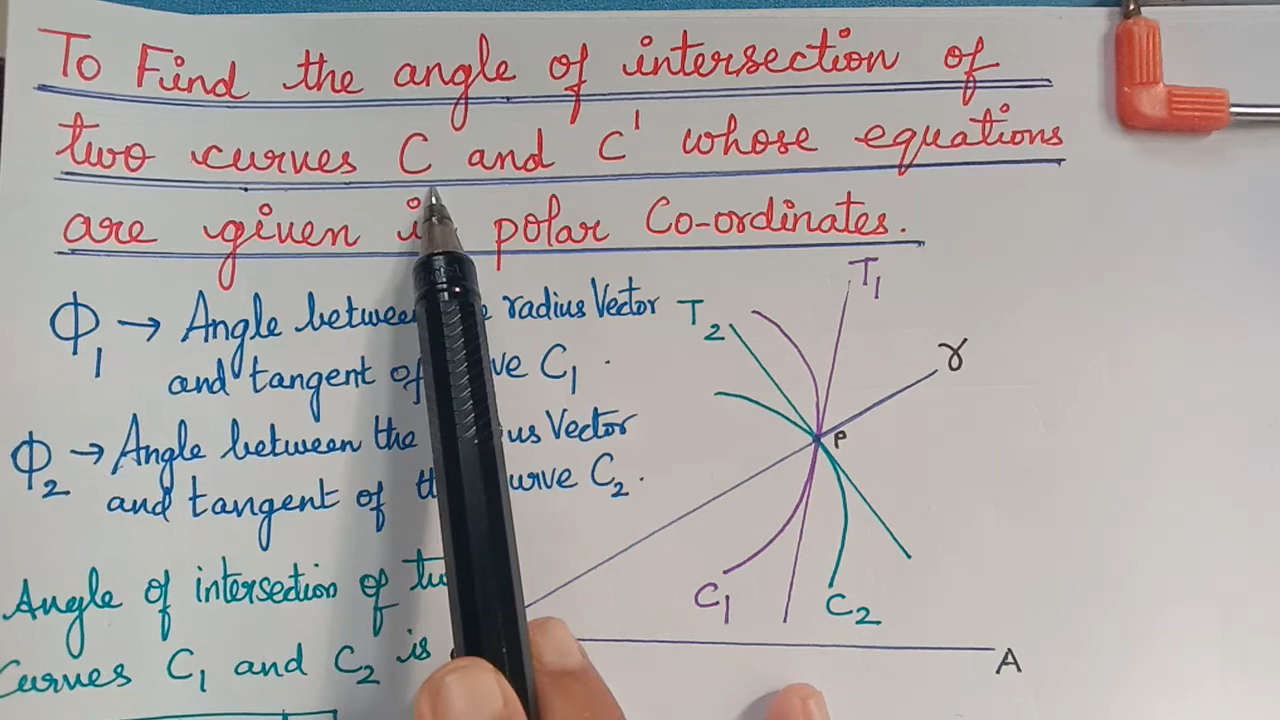 To Find the angle of intersection of
two curves C and C' whose equations
are given polar Co-ordinates.
Φ1 → Angle between radius Vector
and tangent of C1.
Φ2 → Angle between the Vector
and tangent of curve C2.
Angle of intersection of
Curves C1 and C2 is
T1
T2
r
P
C1
C2
A